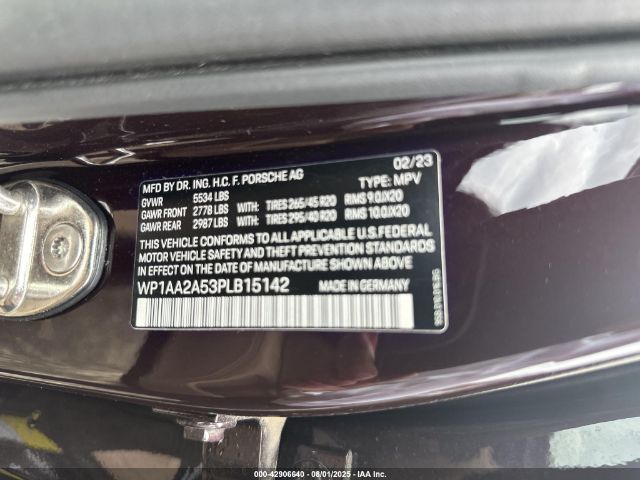 02/23
MFD BY DR. ING. H.C. F. PORSCHE AG
GVWR 5534 LBS TYPE: MPV
GAWR FRONT 2778 LBS WITH: TIRES 265/45 R20 RIMS 9.0JX20
GAWR REAR 2987 LBS WITH: TIRES 295/40 R20 RIMS 10.0JX20
THIS VEHICLE CONFORMS TO ALL APPLICABLE U.S. FEDERAL
MOTOR VEHICLE SAFETY AND THEFT PREVENTION STANDARDS
IN EFFECT ON THE DATE OF MANUFACTURE SHOWN ABOVE.
WP1AA2A53PLB15142 MADE IN GERMANY
000-42906640 - 08/01/2025 - IAA Inc.